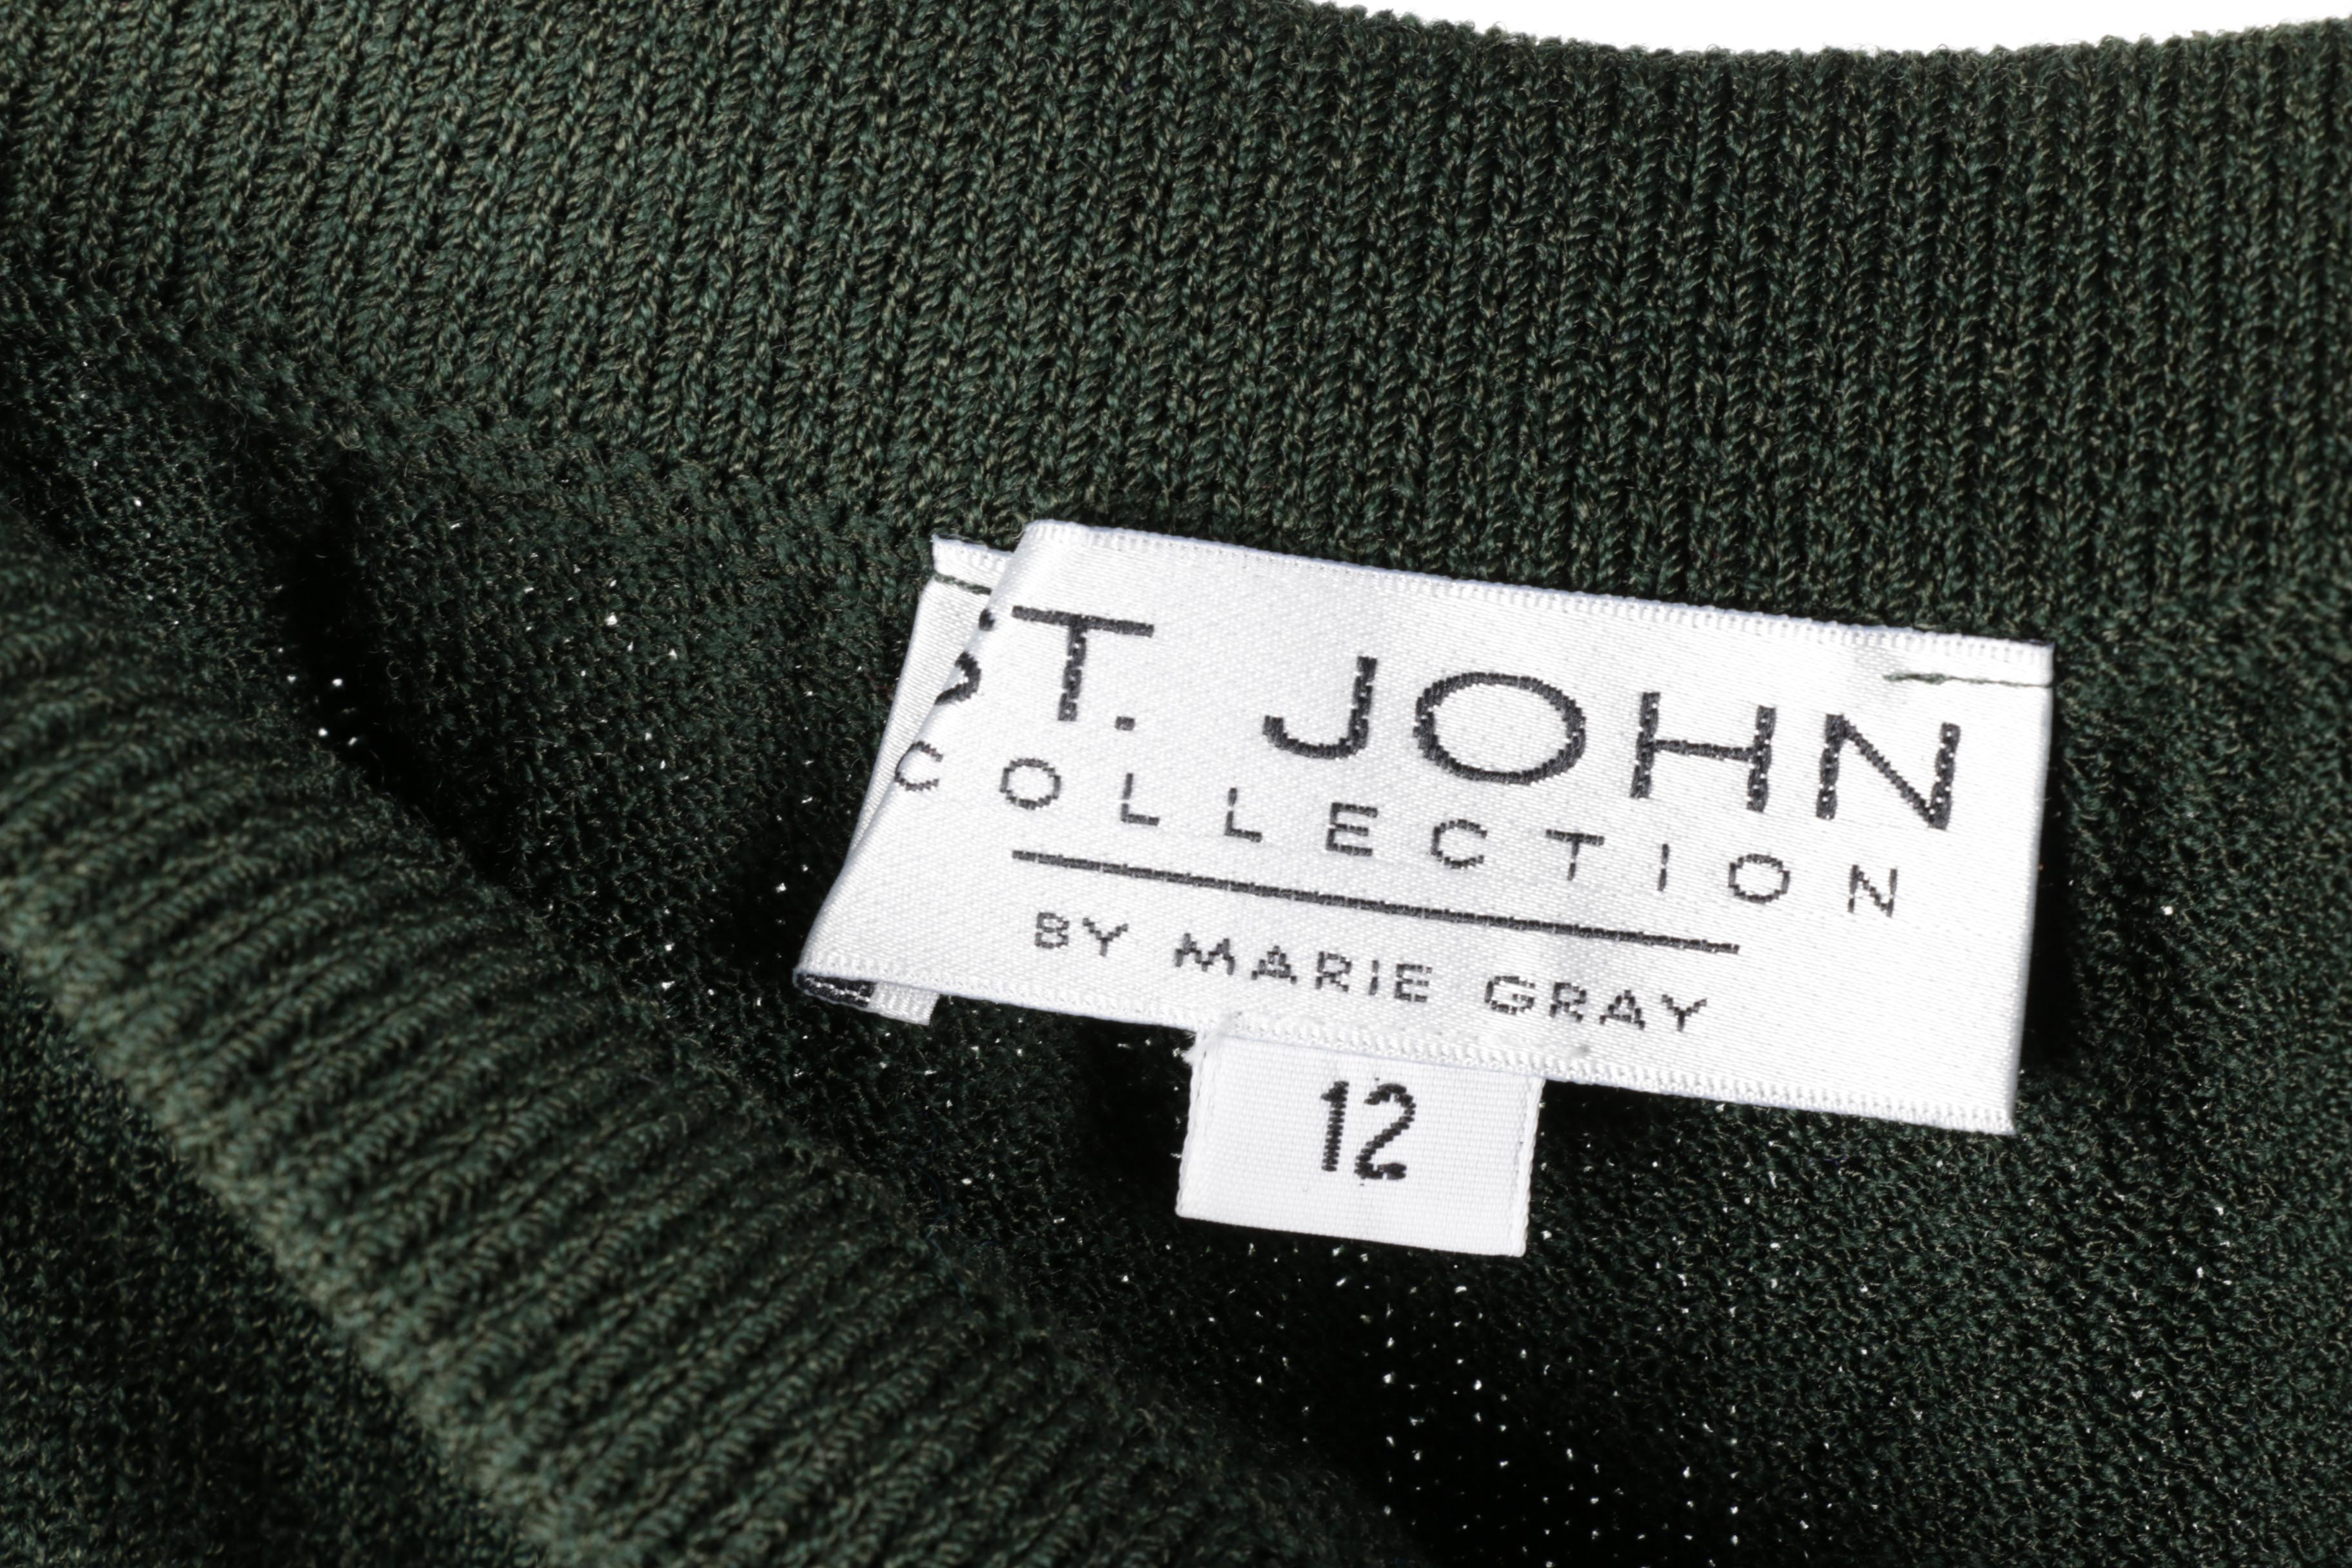 ST. JOHN
COLLECTION
BY MARIE GRAY
12